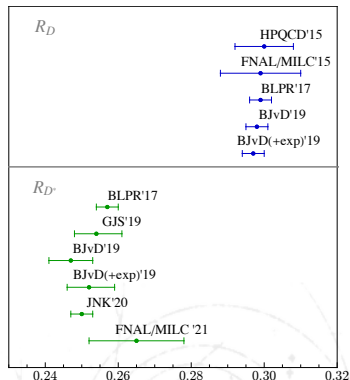 R_D
HPQCD'15
FNAL/MILC'15
BLPR'17
BJvD'19
BJvD(+exp)'19
R_D*
BLPR'17
GJS'19
BJvD'19
BJvD(+exp)'19
JNK'20
FNAL/MILC '21
0.24 0.26 0.28 0.30 0.32